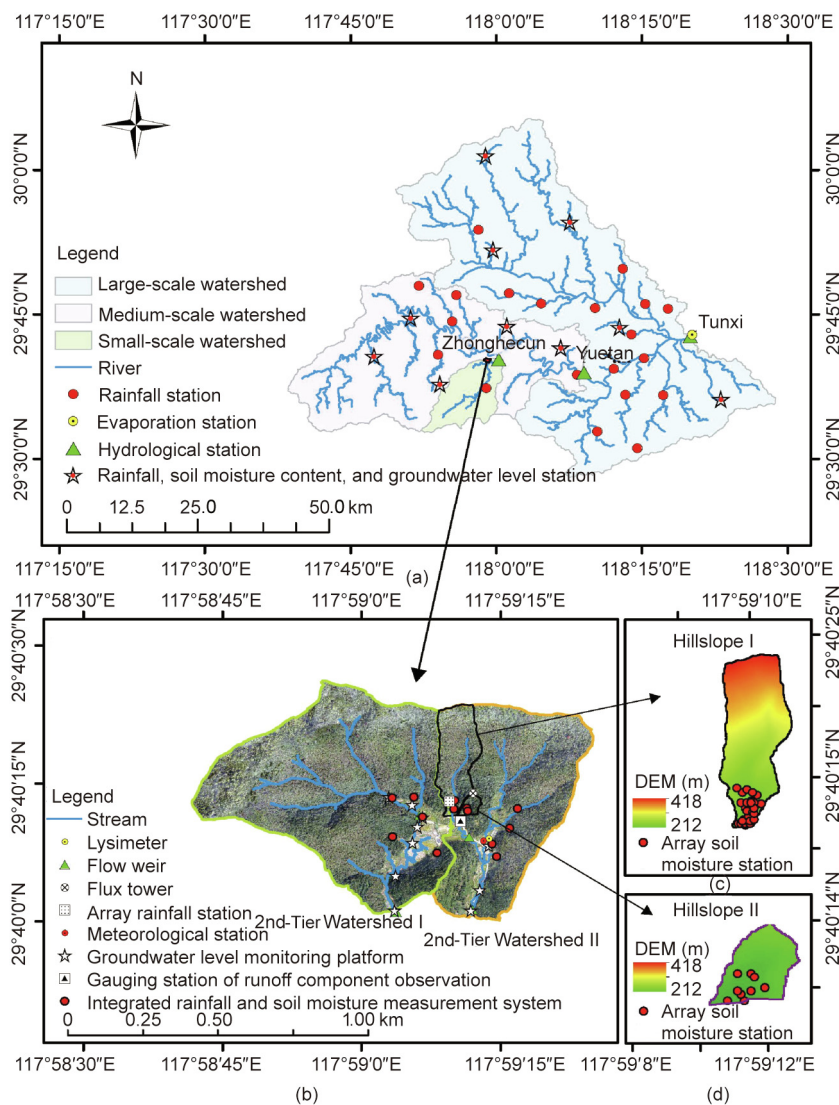 117°15′0″E 117°30′0″E 117°45′0″E 118°0′0″E 118°15′0″E 118°30′0″E
N
30°0′0″N
30°0′0″N
29°45′0″N
29°45′0″N
29°30′0″N
29°30′0″N
Tunxi
Zhonghecun
Yuetan
Legend
Large-scale watershed
Medium-scale watershed
Small-scale watershed
River
Rainfall station
Evaporation station
Hydrological station
Rainfall, soil moisture content, and groundwater level station
0 12.5 25.0 50.0 km
117°15′0″E 117°30′0″E 117°45′0″E 118°0′0″E 118°15′0″E 118°30′0″E
(a)
117°58′30″E 117°58′45″E 117°59′0″E 117°59′15″E
29°40′30″N
29°40′15″N
29°40′0″N
Legend
Stream
Lysimeter
Flow weir
Flux tower
Array rainfall station
Meteorological station
Groundwater level monitoring platform
Gauging station of runoff component observation
Integrated rainfall and soil moisture measurement system
2nd-Tier Watershed I
2nd-Tier Watershed II
0 0.25 0.50 1.00 km
117°58′30″E 117°58′45″E 117°59′0″E 117°59′15″E
(b)
117°59′10″E
29°40′25″N
29°40′15″N
Hillslope I
DEM (m)
418
212
Array soil
moisture station
(c)
29°40′14″N
Hillslope II
DEM (m)
418
212
Array soil
moisture station
117°59′8″E 117°59′12″E
(d)